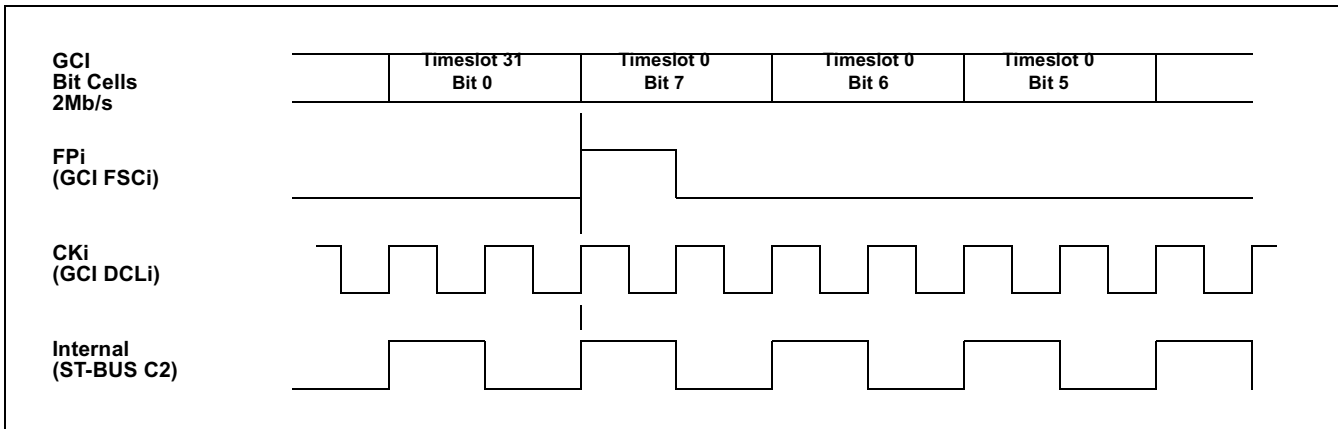 GCI
Bit Cells
2Mb/s
Timeslot 31
Bit 0
Timeslot 0
Bit 7
Timeslot 0
Bit 6
Timeslot 0
Bit 5
FPi
(GCI FSCi)
CKi
(GCI DCLi)
Internal
(ST-BUS C2)